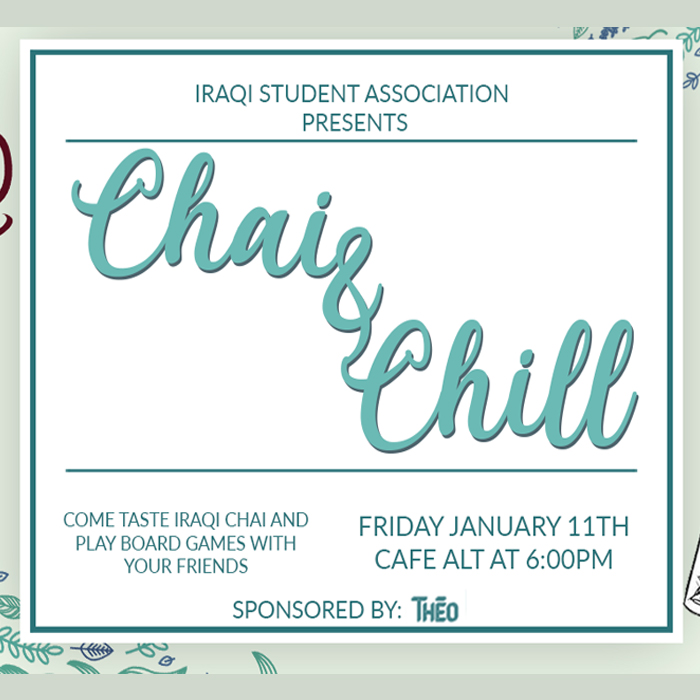 IRAQI STUDENT ASSOCIATION
PRESENTS
Chai
&
Chill
COME TASTE IRAQI CHAI AND
PLAY BOARD GAMES WITH
YOUR FRIENDS
FRIDAY JANUARY 11TH
CAFE ALT AT 6:00PM
SPONSORED BY: THĒO